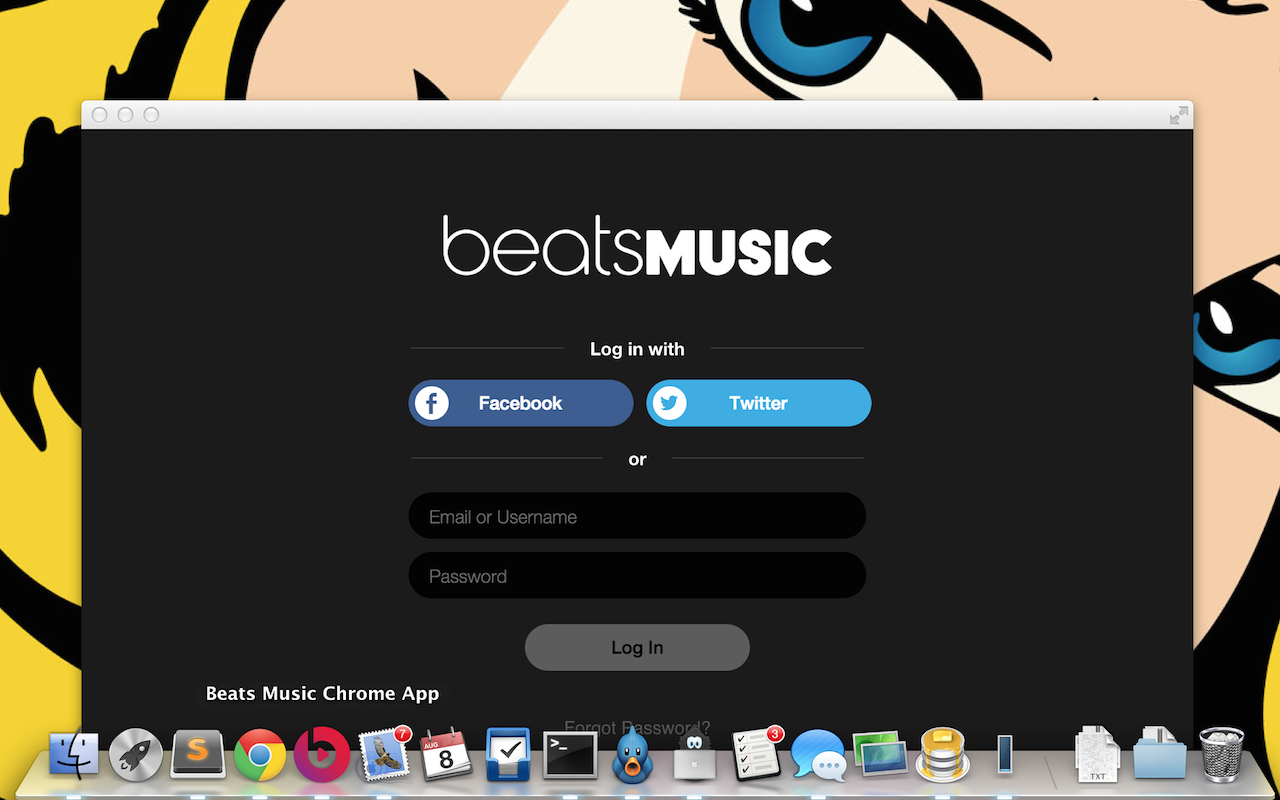 beatsMUSIC
Log in with
Facebook
Twitter
or
Email or Username
Password
Log In
Beats Music Chrome App
Forgot Password?
S
7
AUG
8
>_
3
TXT